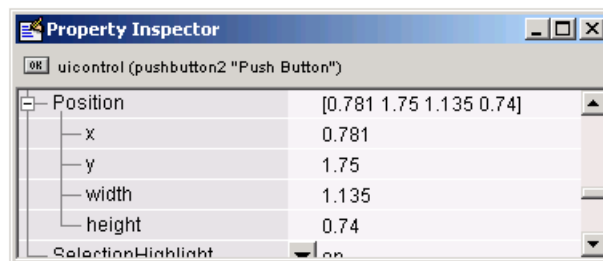 Property Inspector
OK uicontrol (pushbutton2 "Push Button")
Position [0.781 1.75 1.135 0.74]
x 0.781
y 1.75
width 1.135
height 0.74
SelectionHighlight on